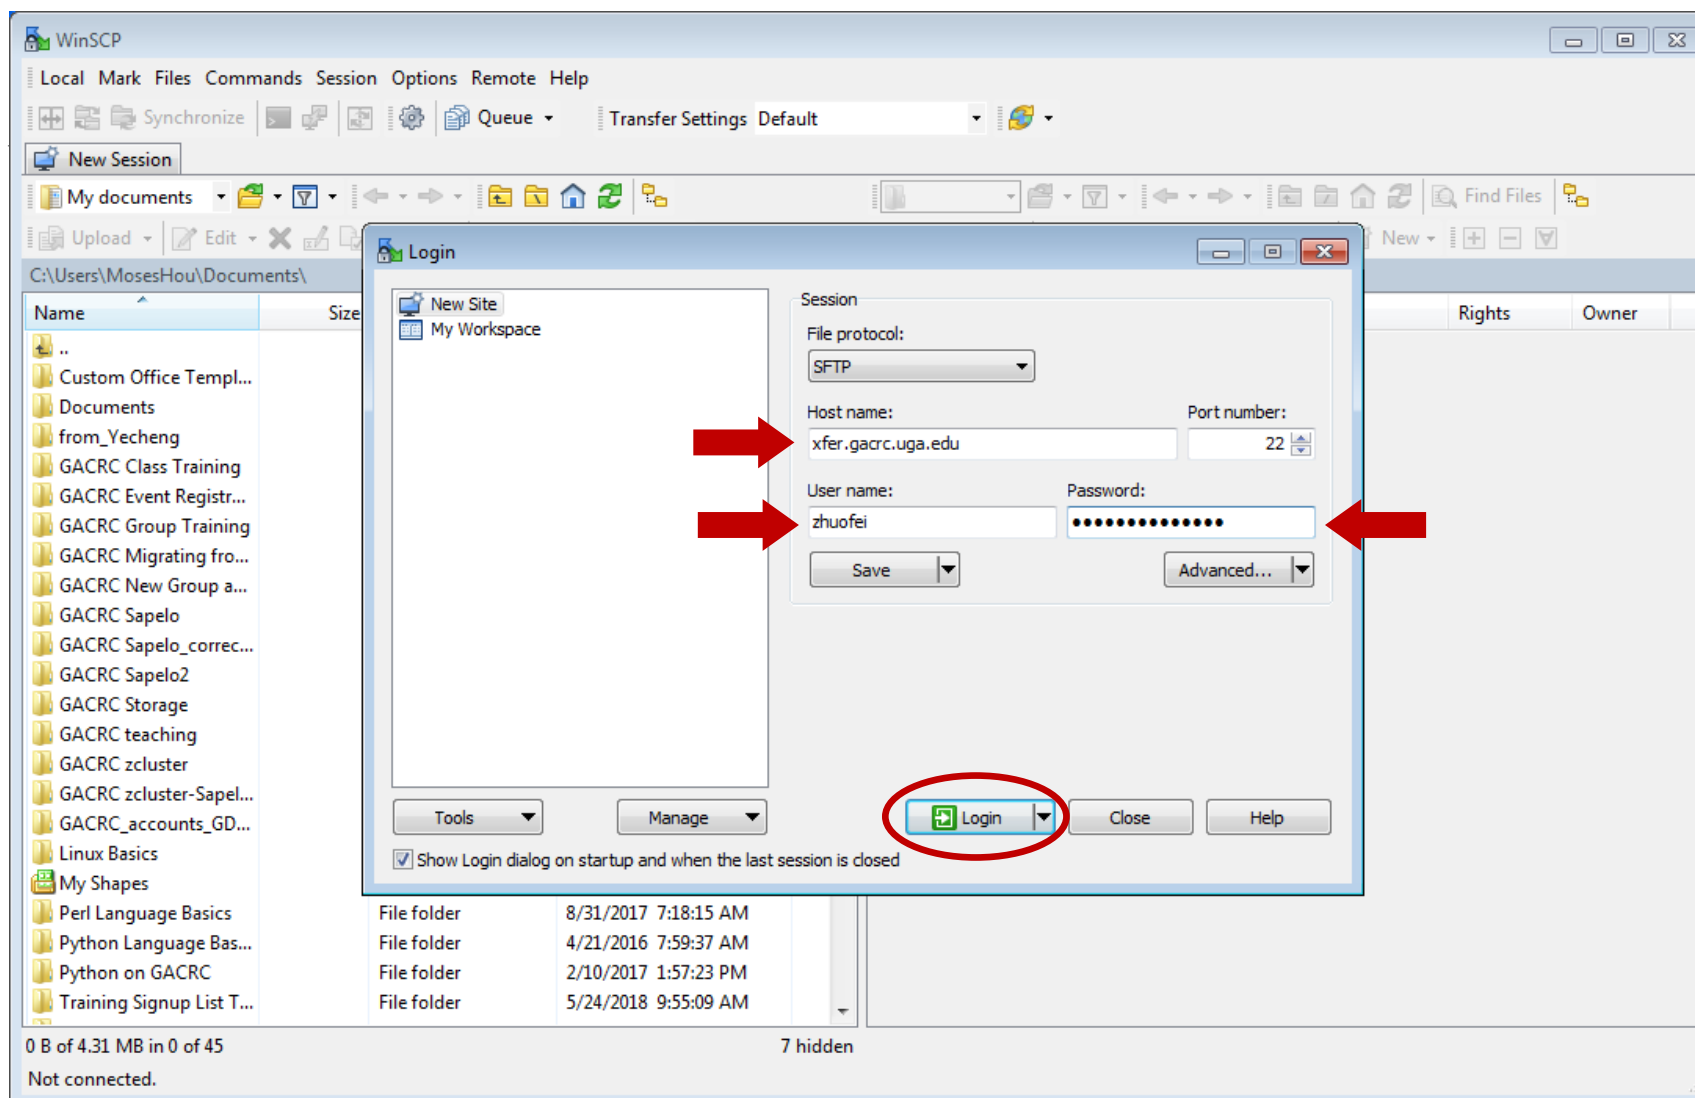 WinSCP
Local Mark Files Commands Session Options Remote Help
Synchronize Queue Transfer Settings Default
New Session
My documents Find Files
Upload Edit New
C:\Users\MosesHou\Documents\
Name Size Rights Owner
..
Custom Office Templ...
Documents
from_Yecheng
GACRC Class Training
GACRC Event Registr...
GACRC Group Training
GACRC Migrating fro...
GACRC New Group a...
GACRC Sapelo
GACRC Sapelo_correc...
GACRC Sapelo2
GACRC Storage
GACRC teaching
GACRC zcluster
GACRC zcluster-Sapel...
GACRC_accounts_GD...
Linux Basics
My Shapes
Perl Language Basics File folder 8/31/2017 7:18:15 AM
Python Language Bas... File folder 4/21/2016 7:59:37 AM
Python on GACRC File folder 2/10/2017 1:57:23 PM
Training Signup List T... File folder 5/24/2018 9:55:09 AM
Login
New Site
My Workspace
Session
File protocol:
SFTP
Host name: Port number:
xfer.gacrc.uga.edu 22
User name: Password:
zhuofei ••••••••••••••
Save Advanced...
Tools Manage Login Close Help
Show Login dialog on startup and when the last session is closed
0 B of 4.31 MB in 0 of 45 7 hidden
Not connected.